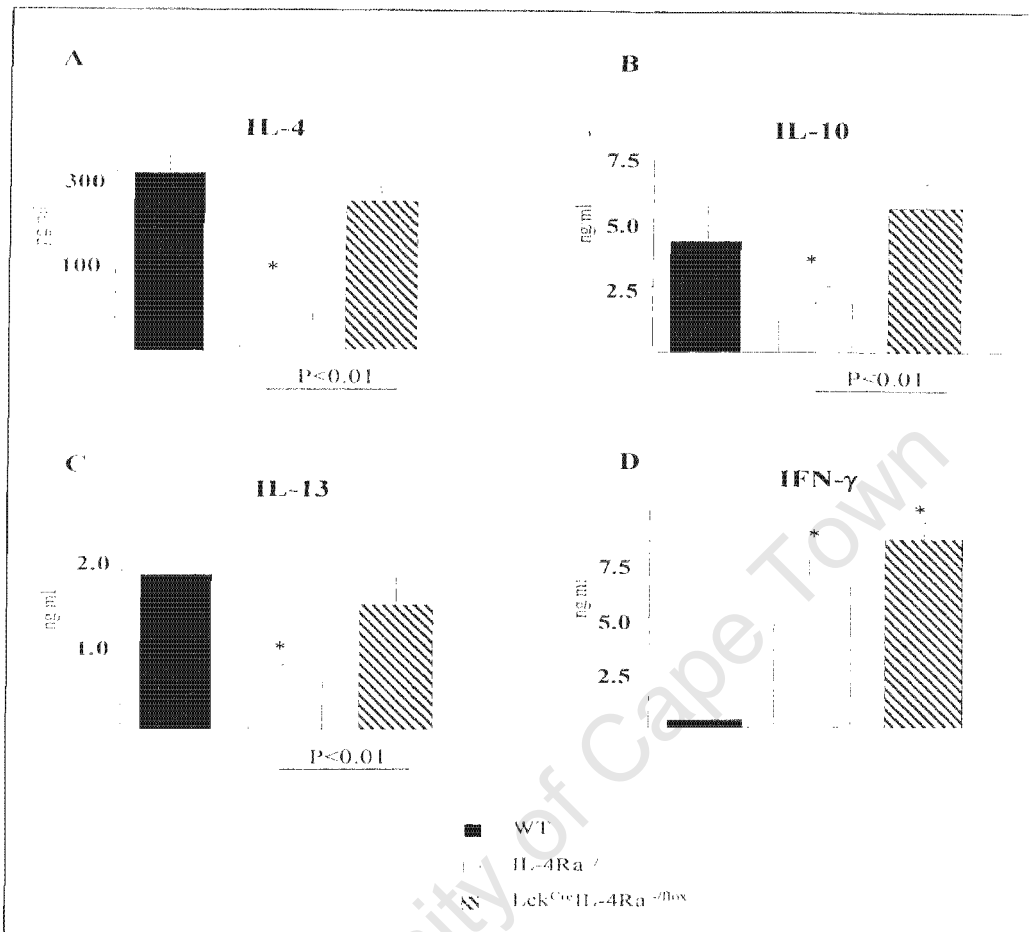 A
IL-4
300
100
P<0.01
B
IL-10
7.5
5.0
2.5
ng ml
P<0.01
C
IL-13
2.0
1.0
ng ml
P<0.01
D
IFN-γ
7.5
5.0
2.5
ng ml
*
*
*
*
*
WT
IL-4Ra -/
Lck^Cre IL-4Ra -/flox
University of Cape Town